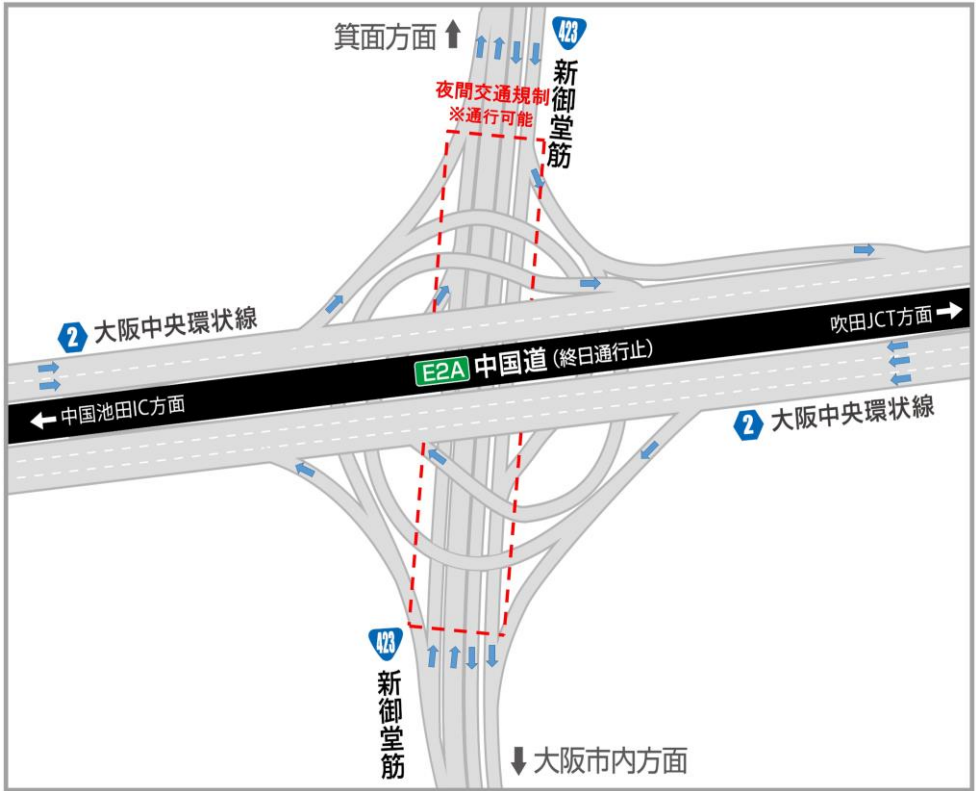 箕面方面
423
新御堂筋
夜間交通規制
※通行可能
2 大阪中央環状線
吹田JCT方面
E2A 中国道(終日通行止)
中国池田IC方面
2 大阪中央環状線
423
新御堂筋
大阪市内方面